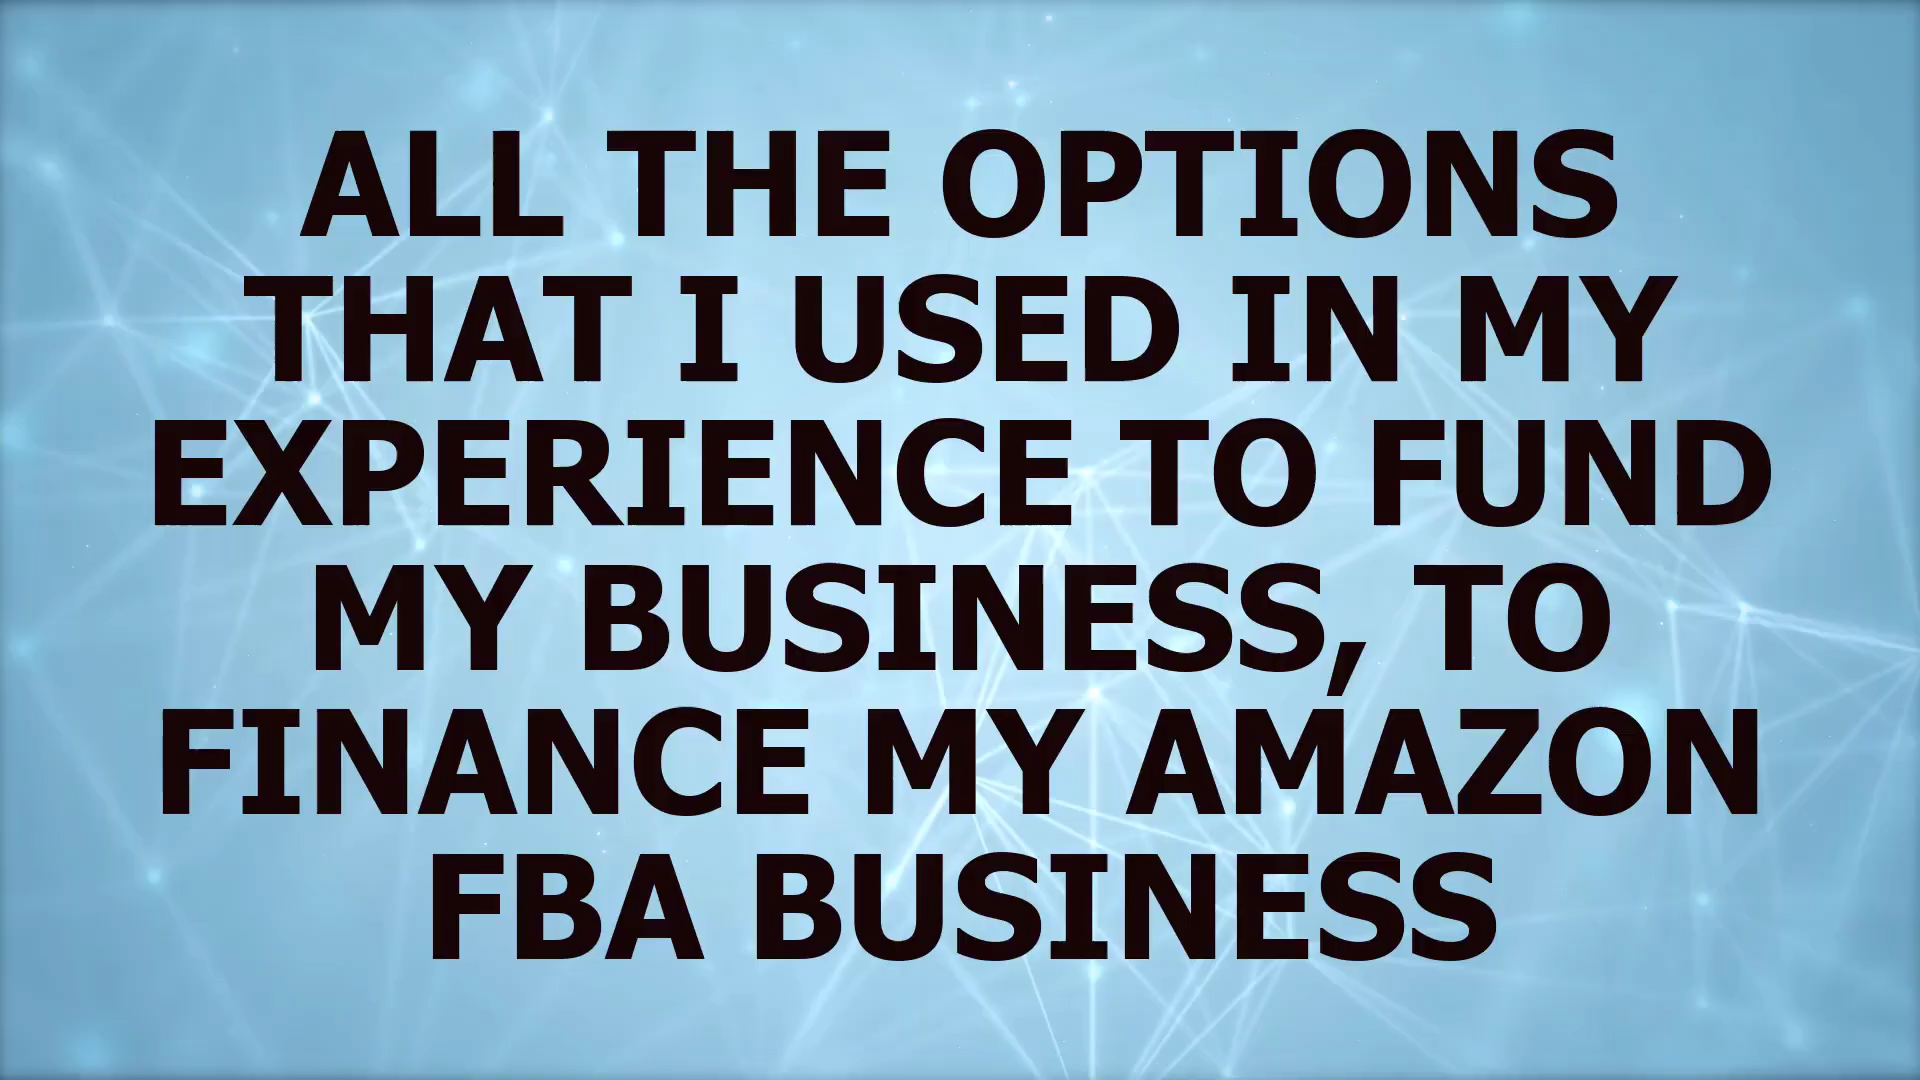 ALL THE OPTIONS
THAT I USED IN MY
EXPERIENCE TO FUND
MY BUSINESS, TO
FINANCE MY AMAZON
FBA BUSINESS